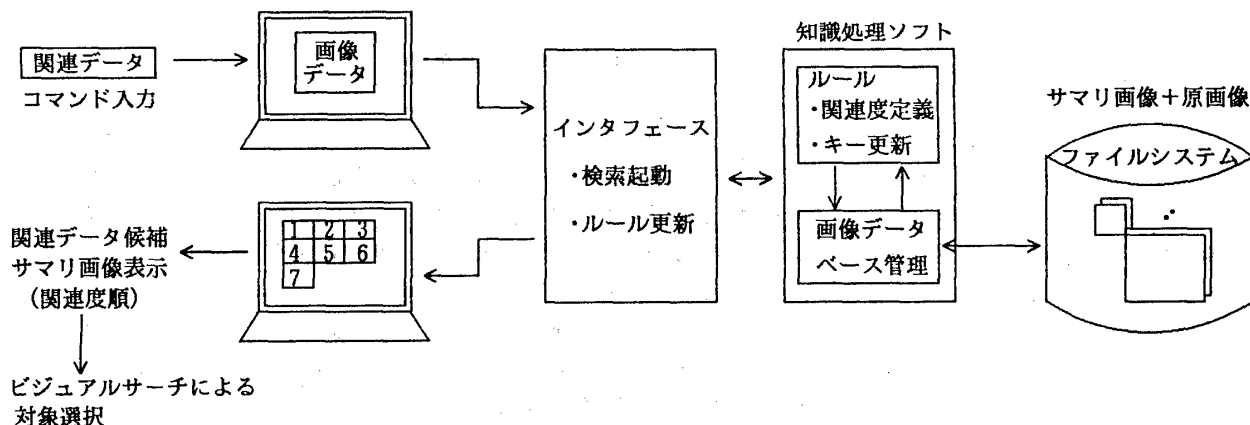 関連データ
コマンド入力
画像
データ
インタフェース
・検索起動
・ルール更新
知識処理ソフト
ルール
・関連度定義
・キー更新
画像データ
ベース管理
サマリ画像+原画像
ファイルシステム
1 2 3
4 5 6
7
関連データ候補
サマリ画像表示
(関連度順)
ビジュアルサーチによる
対象選択